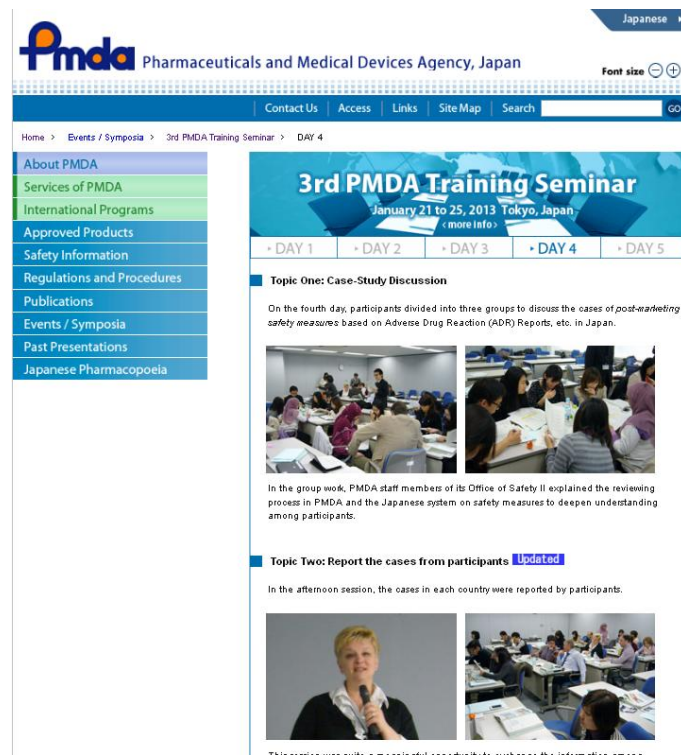 Japanese
Pmda Pharmaceuticals and Medical Devices Agency, Japan
Font size
Contact Us | Access | Links | Site Map | Search GO
Home > Events / Symposia > 3rd PMDA Training Seminar > DAY 4
About PMDA
Services of PMDA
International Programs
Approved Products
Safety Information
Regulations and Procedures
Publications
Events / Symposia
Past Presentations
Japanese Pharmacopoeia
3rd PMDA Training Seminar
January 21 to 25, 2013 Tokyo, Japan
< more info >
DAY 1
DAY 2
DAY 3
DAY 4
DAY 5
Topic One: Case-Study Discussion
On the fourth day, participants divided into three groups to discuss the cases of post-marketing
safety measures based on Adverse Drug Reaction (ADR) Reports, etc. in Japan.
In the group work, PMDA staff members of its Office of Safety II explained the reviewing
process in PMDA and the Japanese system on safety measures to deepen understanding
among participants.
Topic Two: Report the cases from participants Updated
In the afternoon session, the cases in each country were reported by participants.